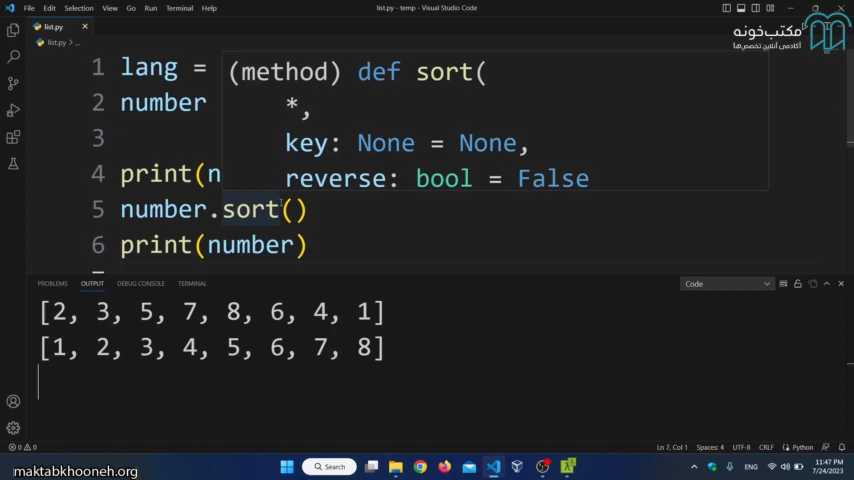 File Edit Selection View Go Run Terminal Help
list.py - temp - Visual Studio Code
list.py
list.py > ...
مکتب‌خونه
آکادمی آنلاین تخصص‌ها
1 lang =
2 number
3
4 print(n
5 number.sort()
6 print(number)
(method) def sort(
*,
key: None = None,
reverse: bool = False
PROBLEMS OUTPUT DEBUG CONSOLE TERMINAL
Code
[2, 3, 5, 7, 8, 6, 4, 1]
[1, 2, 3, 4, 5, 6, 7, 8]
0 0
Ln 7, Col 1 Spaces: 4 UTF-8 CRLF Python
maktabkhooneh.org
Search
ENG
11:47 PM
7/24/2023